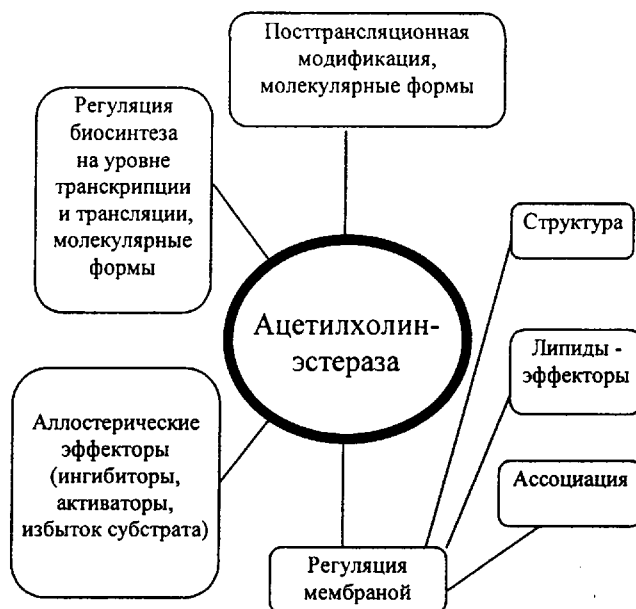 Посттрансляционная
модификация,
молекулярные формы
Регуляция
биосинтеза
на уровне
транскрипции
и трансляции,
молекулярные
формы
Структура
Ацетилхолин-
эстераза
Липиды -
эффекторы
Аллостерические
эффекторы
(ингибиторы,
активаторы,
избыток субстрата)
Ассоциация
Регуляция
мембраной